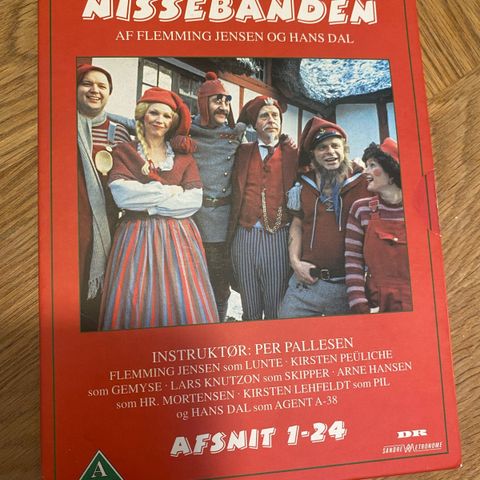 NISSEBANDEN
AF FLEMMING JENSEN OG HANS DAL
INSTRUKTØR: PER PALLESEN
FLEMMING JENSEN som LUNTE · KIRSTEN PEÜLICHE
som GEMYSE · LARS KNUTZON som SKIPPER · ARNE HANSEN
som HR. MORTENSEN · KIRSTEN LEHFELDT som PIL
og HANS DAL som AGENT A-38
AFSNIT 1-24
A
DR
SANDREW METRONOME